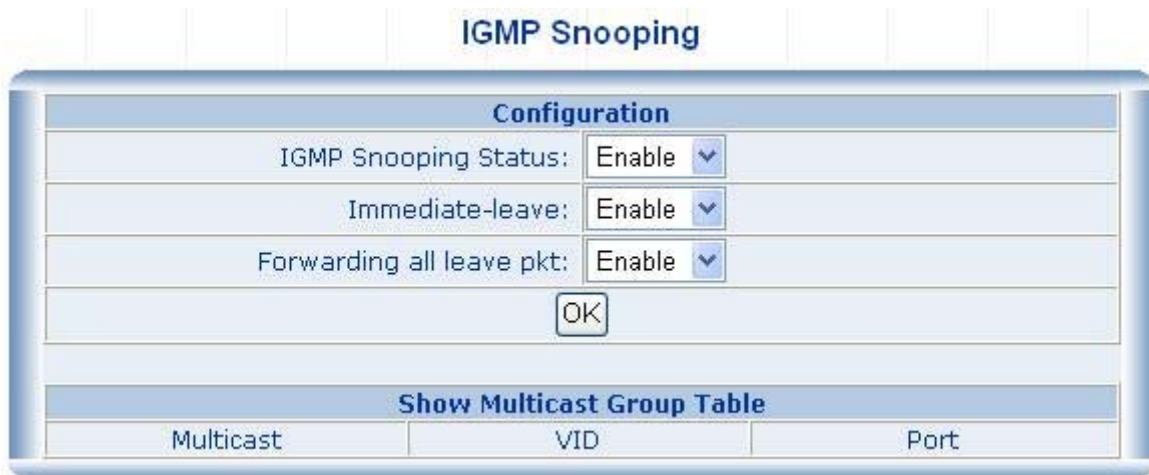 IGMP Snooping
Configuration
IGMP Snooping Status: Enable
Immediate-leave: Enable
Forwarding all leave pkt: Enable
OK
Show Multicast Group Table
Multicast VID Port